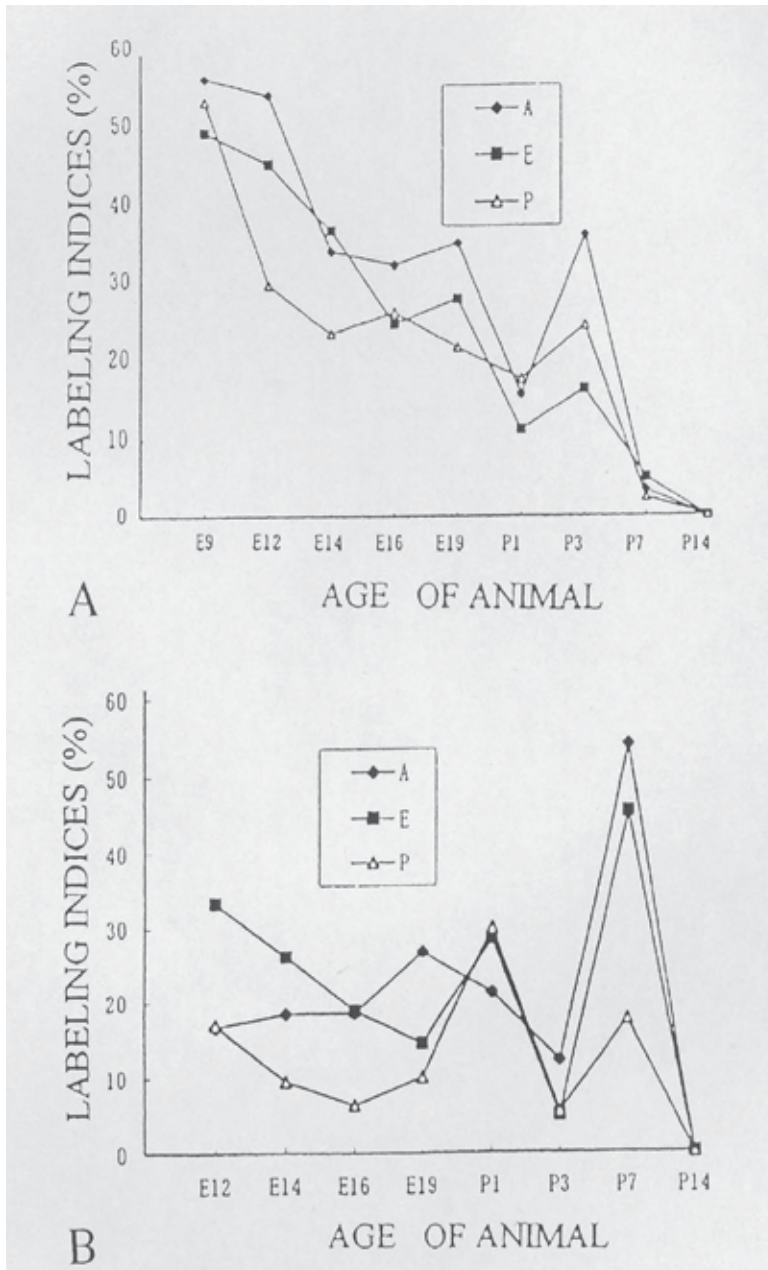 60
50
40
30
20
10
0
LABELING INDICES (%)
A
E
P
E9 E12 E14 E16 E19 P1 P3 P7 P14
A
AGE OF ANIMAL
60
50
40
30
20
10
0
LABELING INDICES (%)
A
E
P
E12 E14 E16 E19 P1 P3 P7 P14
B
AGE OF ANIMAL